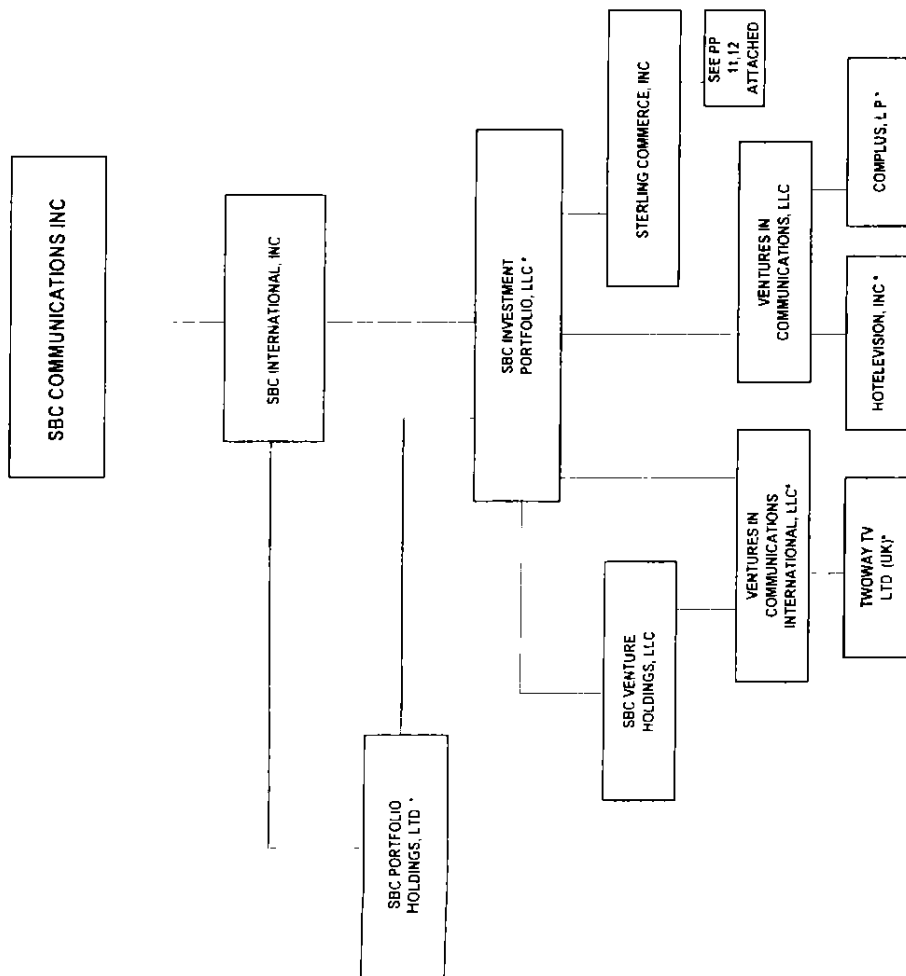 SBC COMMUNICATIONS INC
SBC INTERNATIONAL, INC
SBC PORTFOLIO
HOLDINGS, LTD *
SBC INVESTMENT
PORTFOLIO, LLC*
SBC VENTURE
HOLDINGS, LLC
STERLING COMMERCE, INC
SEE PP
11,12
ATTACHED
VENTURES IN
COMMUNICATIONS
INTERNATIONAL, LLC*
VENTURES IN
COMMUNICATIONS, LLC
TWOWAY TV
LTD (UK)*
HOTELEVISION, INC*
COMPLUS, L P *